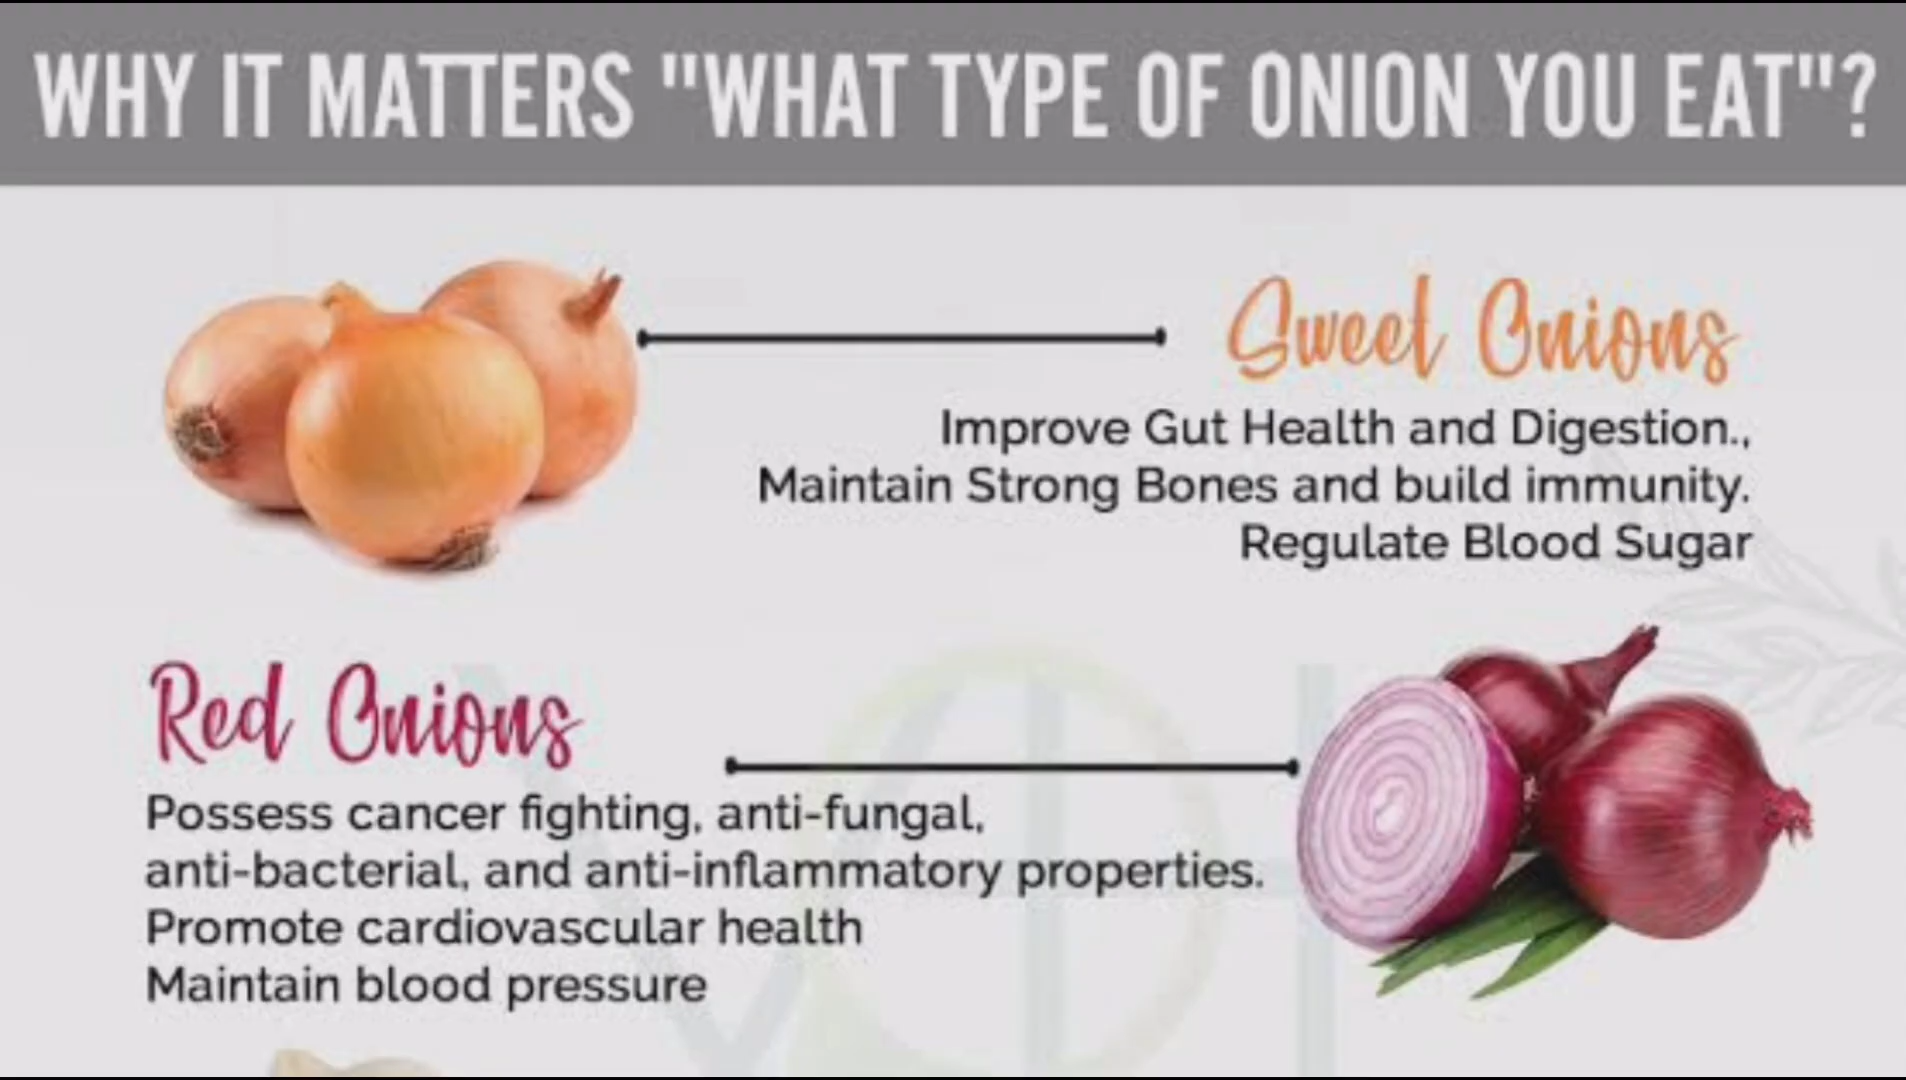 WHY IT MATTERS "WHAT TYPE OF ONION YOU EAT"?
Sweet Onions
Improve Gut Health and Digestion.,
Maintain Strong Bones and build immunity.
Regulate Blood Sugar
Red Onions
Possess cancer fighting, anti-fungal,
anti-bacterial, and anti-inflammatory properties.
Promote cardiovascular health
Maintain blood pressure